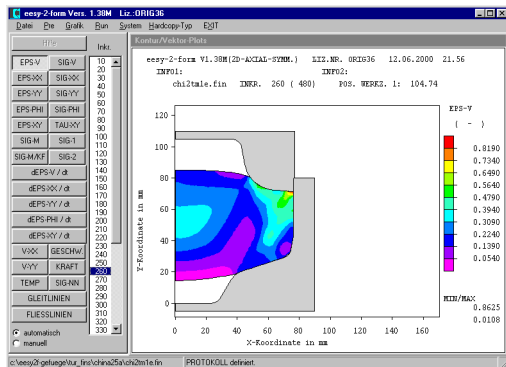 eesy-2-form Vers. 1.38M Liz.:ORIG36
Datei Pre Grafik Run System Hardcopy-Typ EXIT
Hilfe Inkr.
Kontur/Vektor-Plots
EPS-V SIG-V
EPS-XX SIG-XX
EPS-YY SIG-YY
EPS-PHI SIG-PHI
EPS-XY TAU-XY
SIG-M SIG-1
SIG-M/KF SIG-2
dEPS-V / dt
dEPS-XX / dt
dEPS-YY / dt
dEPS-PHI / dt
dEPS-XY / dt
V-XX GESCHW.
V-YY KRAFT
TEMP SIG-NN
GLEITLINIEN
FLIESSLINIEN
automatisch
manuell
10
20
30
40
50
60
70
80
90
100
110
120
130
140
150
160
170
180
190
200
210
220
230
240
250
260
270
280
290
300
310
320
330
eesy-2-form V1.38M(2D-AXIAL-SYMM.) LIZ.NR. ORIG36 12.06.2000 21.56
INFO1: INFO2:
chi2tm1e.fin INKR. 260 ( 480) POS. WERKZ. 1: 104.74
EPS-V
( - )
0.8190
0.7340
0.6490
0.5640
0.4790
0.3940
0.3090
0.2240
0.1390
0.0540
MIN/MAX
0.8625
0.0108
Y-Koordinate in mm
120
100
80
60
40
20
0
0 20 40 60 80 100 120 140 160
X-Koordinate in mm
c:\eesy2f-gefuege\tur_fins\china25a\chi2tm1e.fin PROTOKOLL definiert.